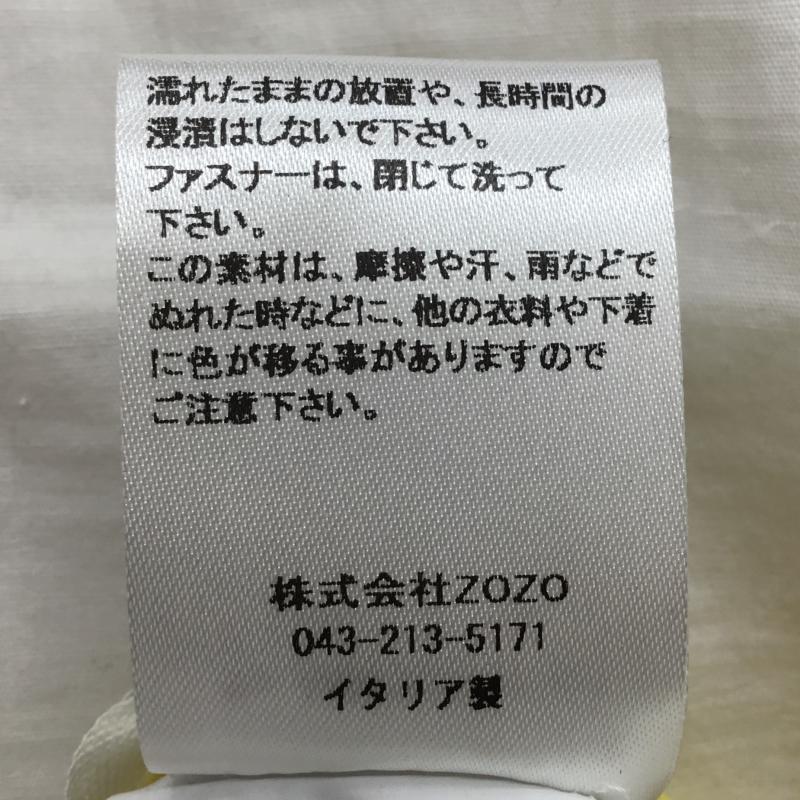 濡れたままの放置や、長時間の
浸漬はしないで下さい。
ファスナーは、閉じて洗って
下さい。
この素材は、摩擦や汗、雨などで
ぬれた時などに、他の衣料や下着
に色が移る事がありますので
ご注意下さい。
株式会社ZOZO
043-213-5171
イタリア製